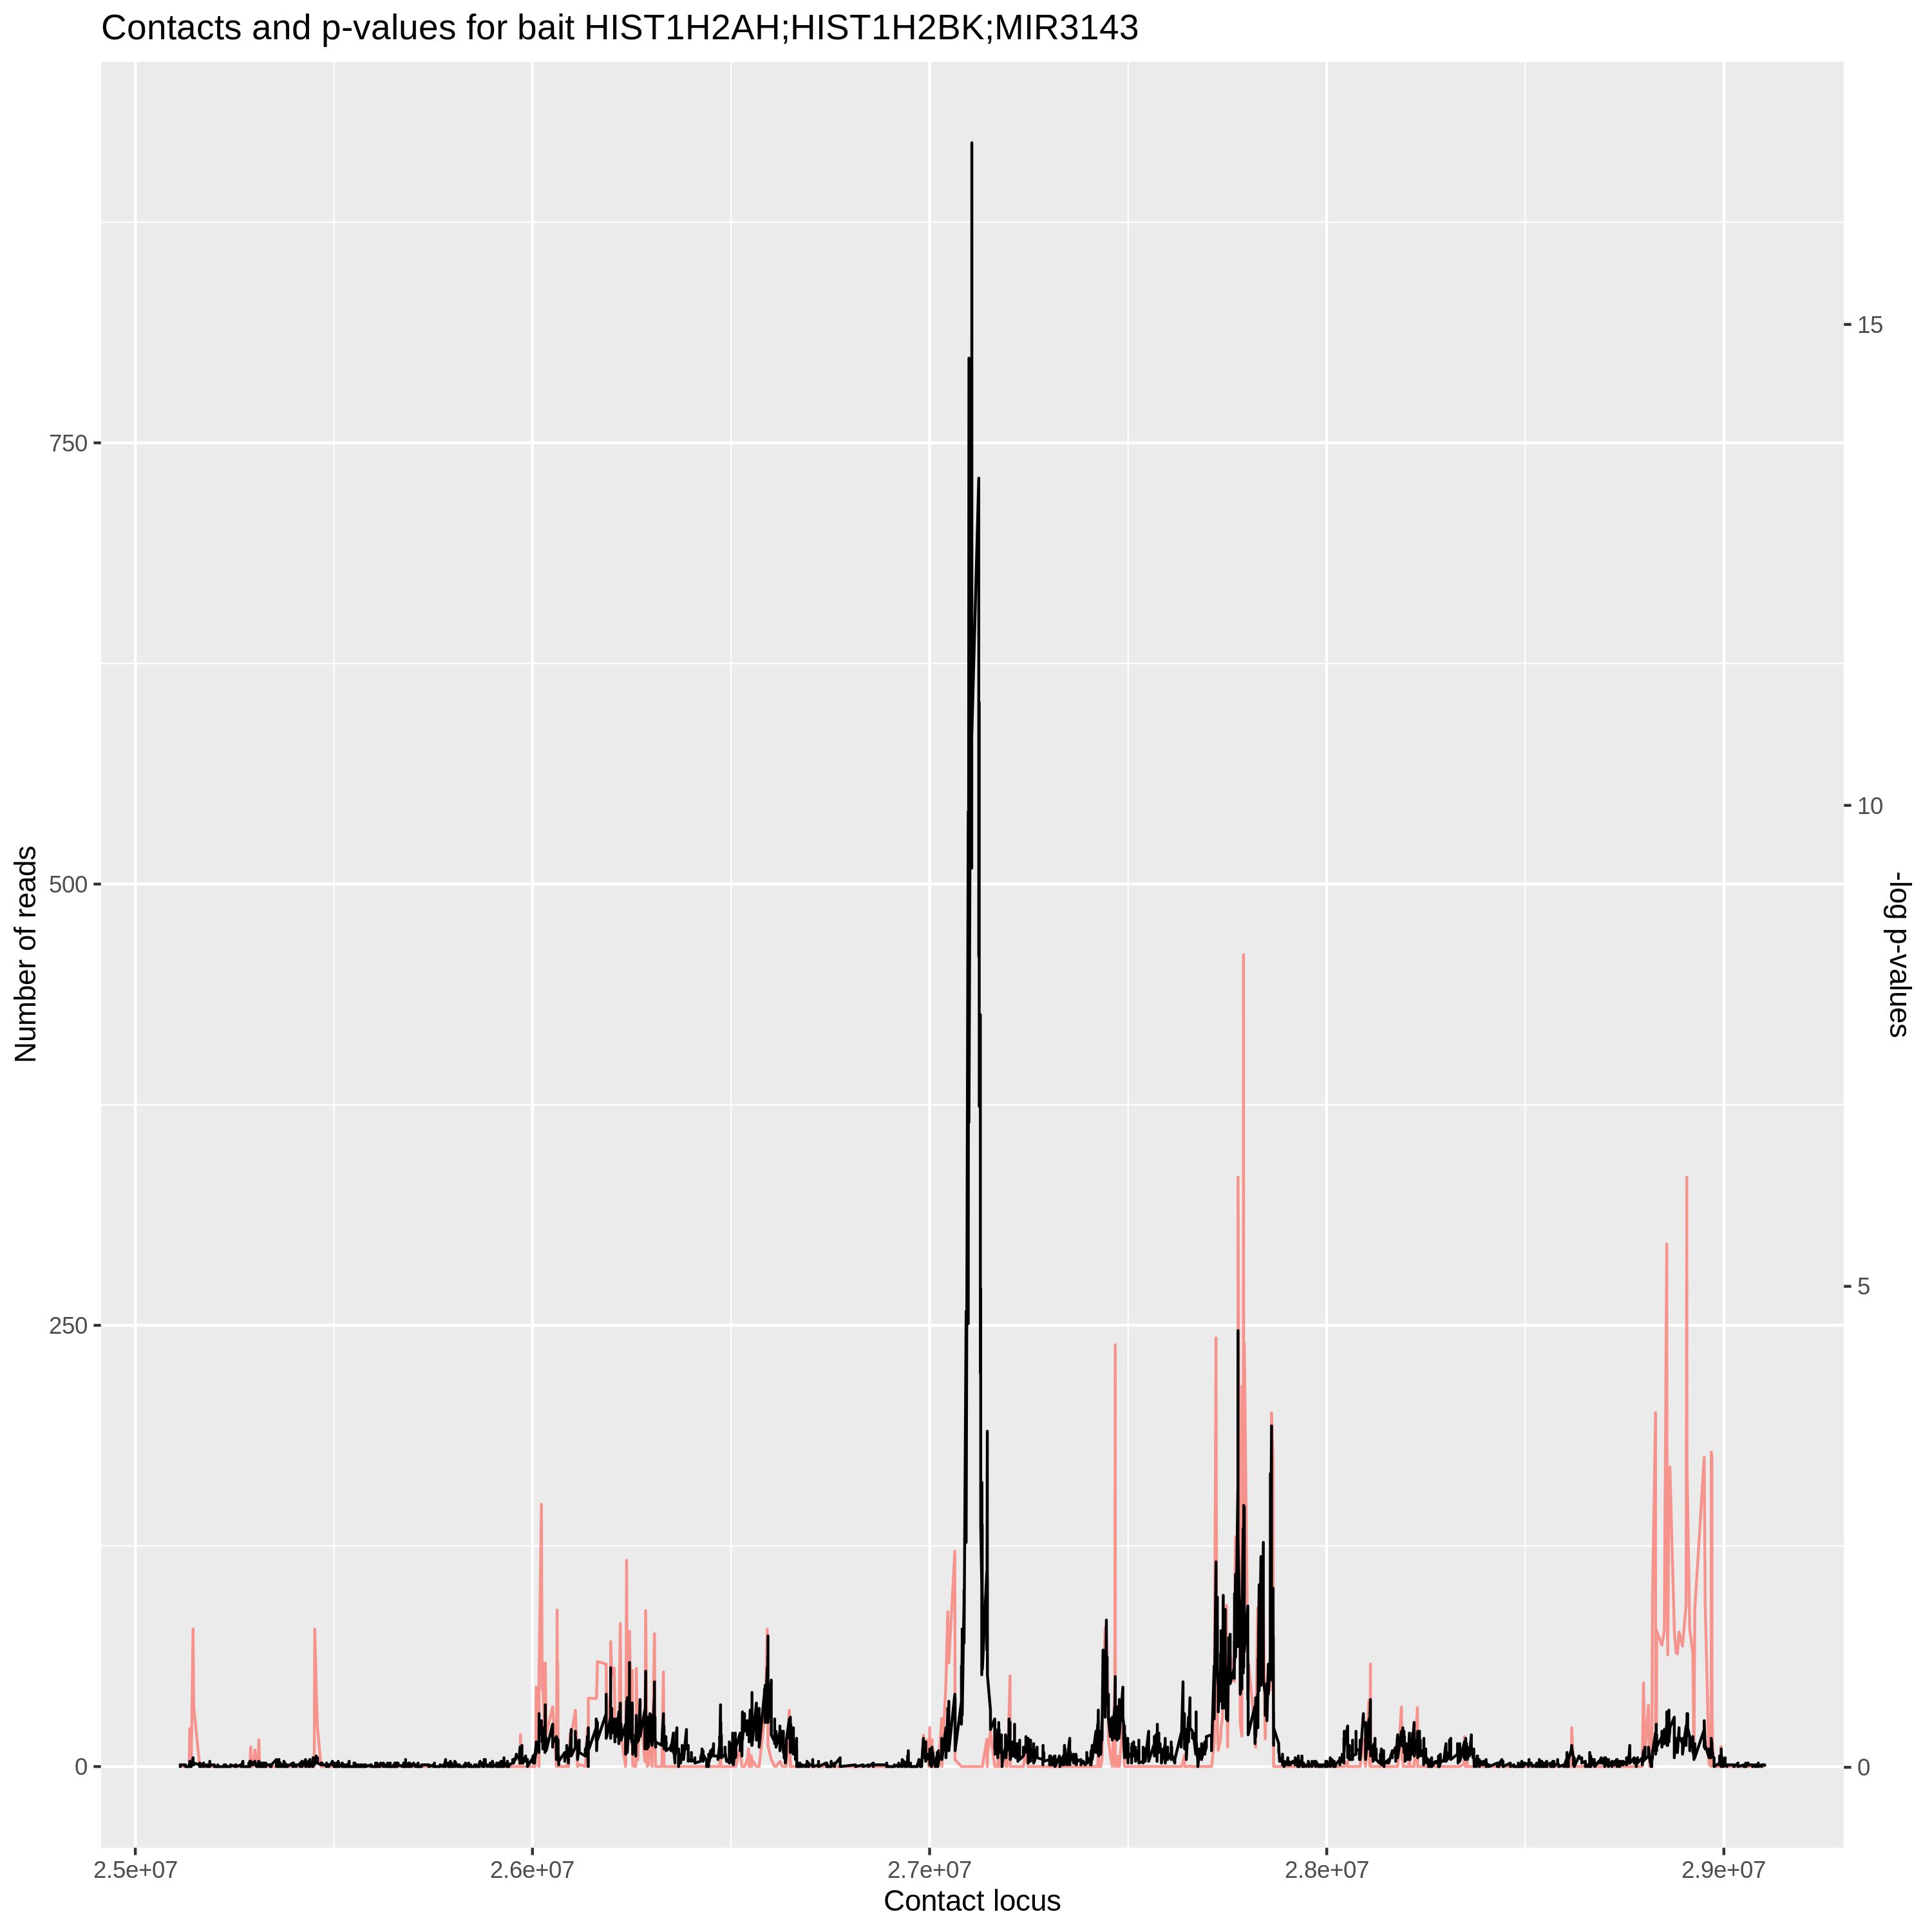 Contacts and p-values for bait HIST1H2AH;HIST1H2BK;MIR3143
Number of reads
750
500
250
0
15
10
5
0
-log p-values
2.5e+07
2.6e+07
2.7e+07
2.8e+07
2.9e+07
Contact locus